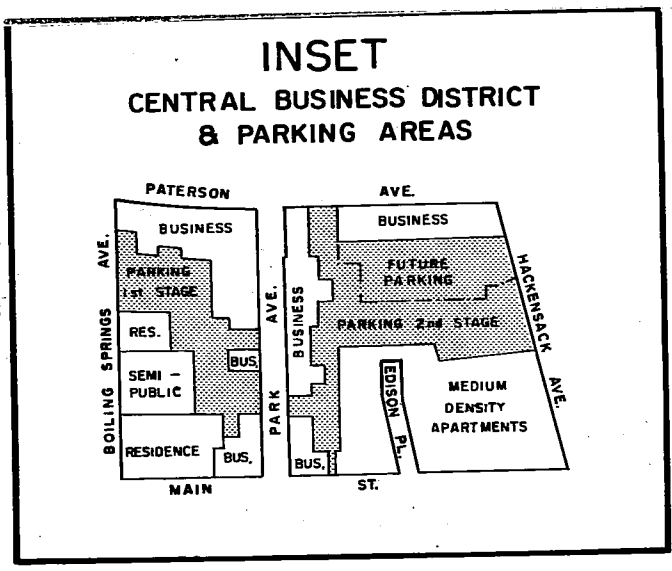 INSET
CENTRAL BUSINESS DISTRICT
& PARKING AREAS
PATERSON AVE.
BUSINESS
BUSINESS
BOILING SPRINGS AVE.
PARKING
1st STAGE
PARK AVE.
BUSINESS
FUTURE
PARKING
HACKENSACK AVE.
PARKING 2nd STAGE
RES.
BUS.
SEMI -
PUBLIC
EDISON PL.
MEDIUM
DENSITY
APARTMENTS
RESIDENCE
BUS.
BUS.
MAIN ST.